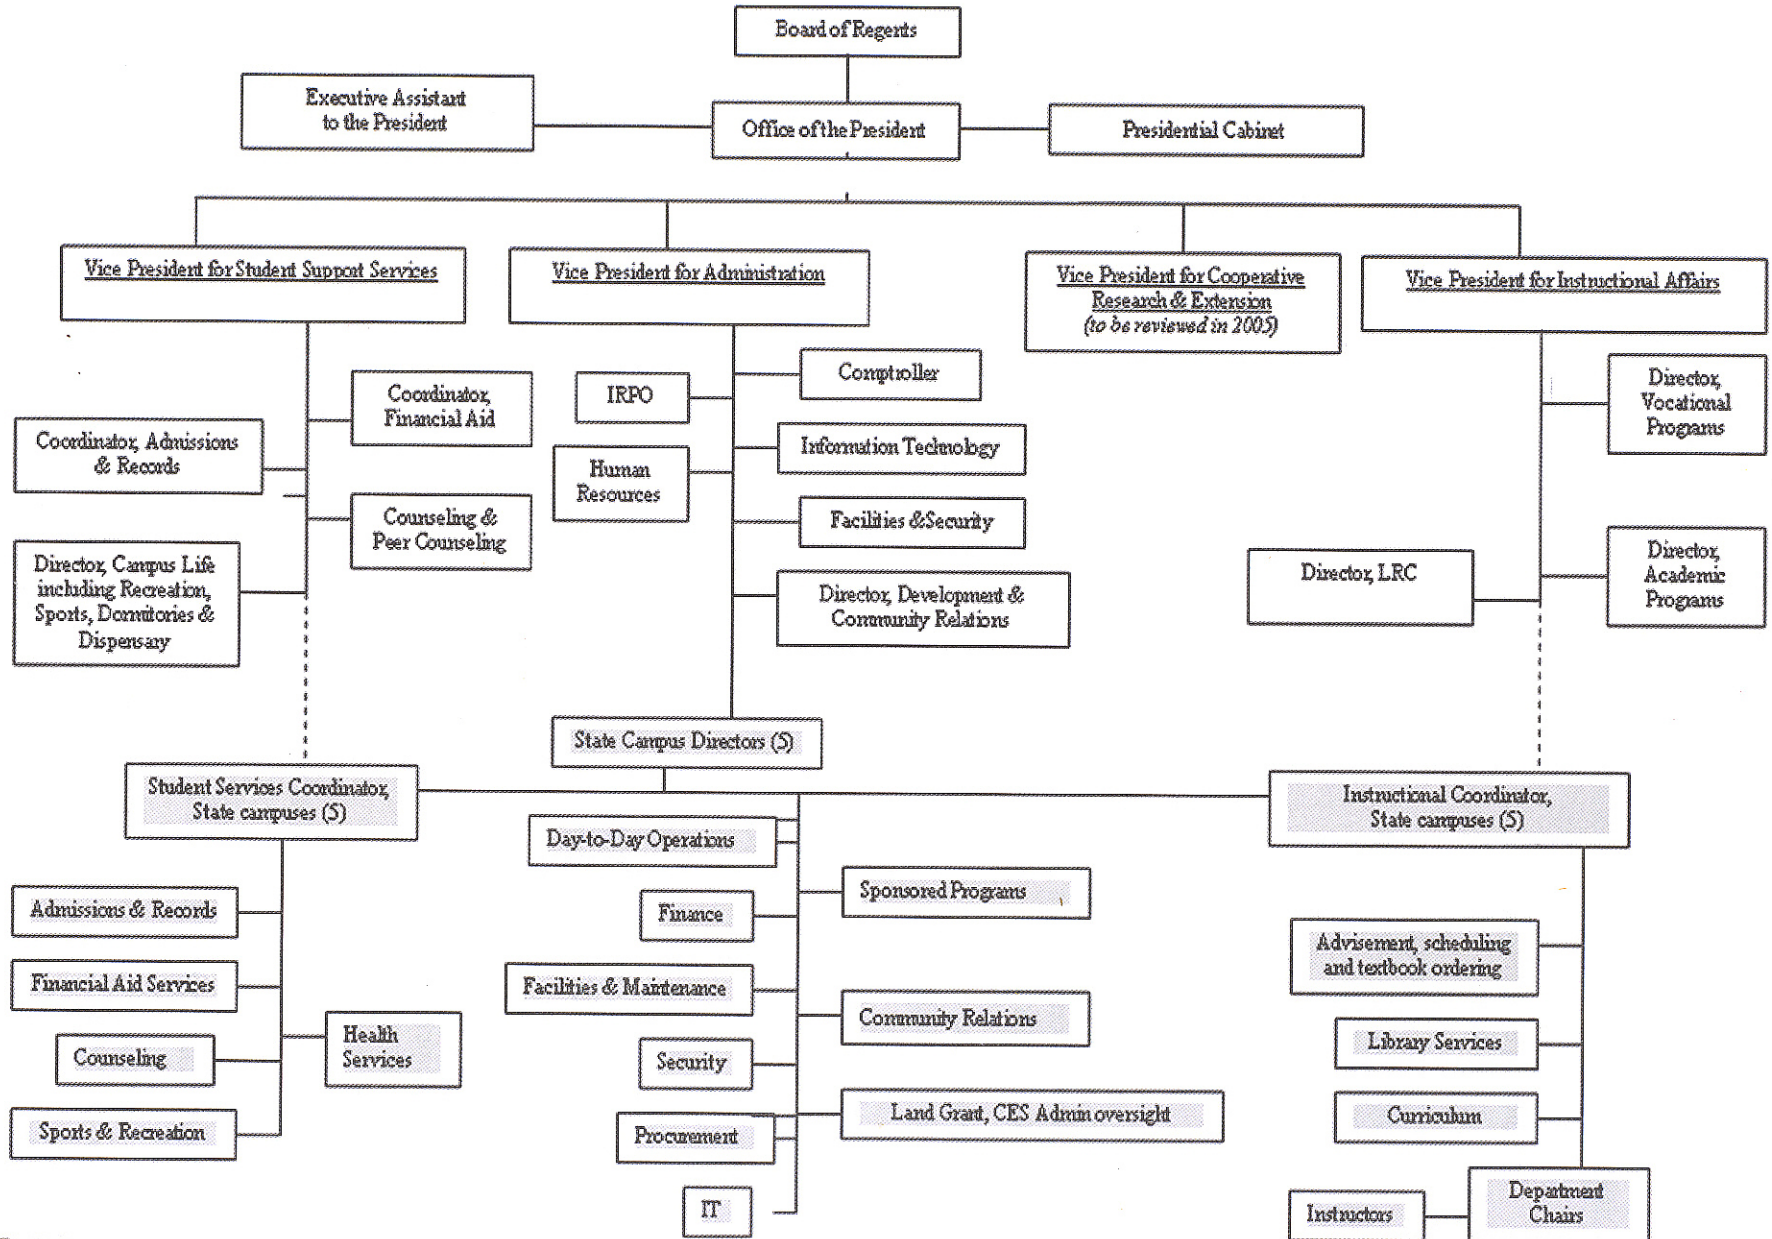 Board of Regents
Executive Assistant
to the President
Office of the President
Presidential Cabinet
Vice President for Student Support Services
Vice President for Administration
Vice President for Cooperative
Research & Extension
(to be reviewed in 2005)
Vice President for Instructional Affairs
Coordinator,
Financial Aid
Coordinator, Admissions
& Records
Counseling &
Peer Counseling
Director, Campus Life
including Recreation,
Sports, Dormitories &
Dispensary
IRPO
Comptroller
Human
Resources
Information Technology
Facilities &Security
Director, Development &
Community Relations
Director,
Vocational
Programs
Director, LRC
Director,
Academic
Programs
State Campus Directors (5)
Student Services Coordinator,
State campuses (5)
Instructional Coordinator,
State campuses (5)
Admissions & Records
Financial Aid Services
Counseling
Health
Services
Sports & Recreation
Day-to-Day Operations
Finance
Facilities & Maintenance
Security
Procurement
IT
Sponsored Programs
Community Relations
Land Grant, CES Admin oversight
Advisement, scheduling
and textbook ordering
Library Services
Curriculum
Department
Chairs
Instructors